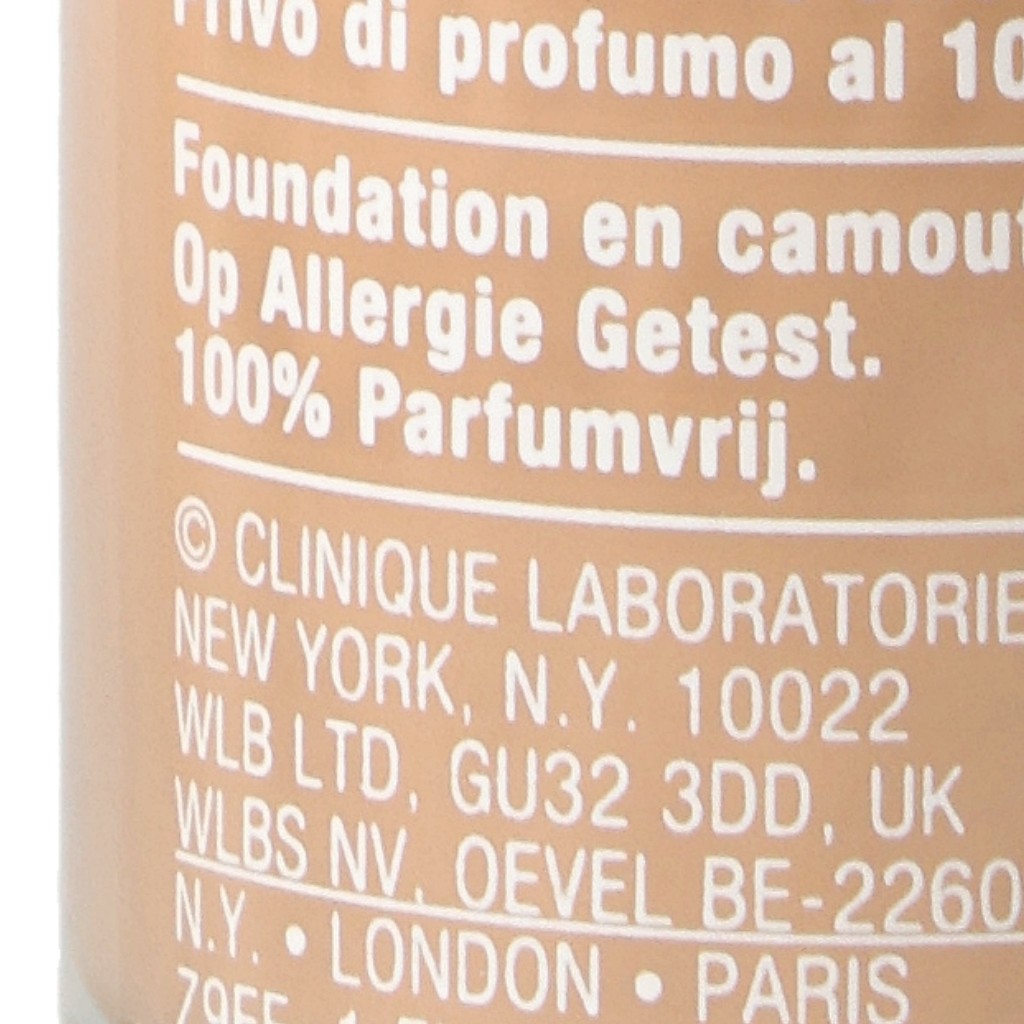 Privo di profumo al 10
Foundation en camouf
Op Allergie Getest.
100% Parfumvrij.
© CLINIQUE LABORATORIE
NEW YORK, N.Y. 10022
WLB LTD, GU32 3DD, UK
WLBS NV, OEVEL BE-2260
N.Y. • LONDON • PARIS